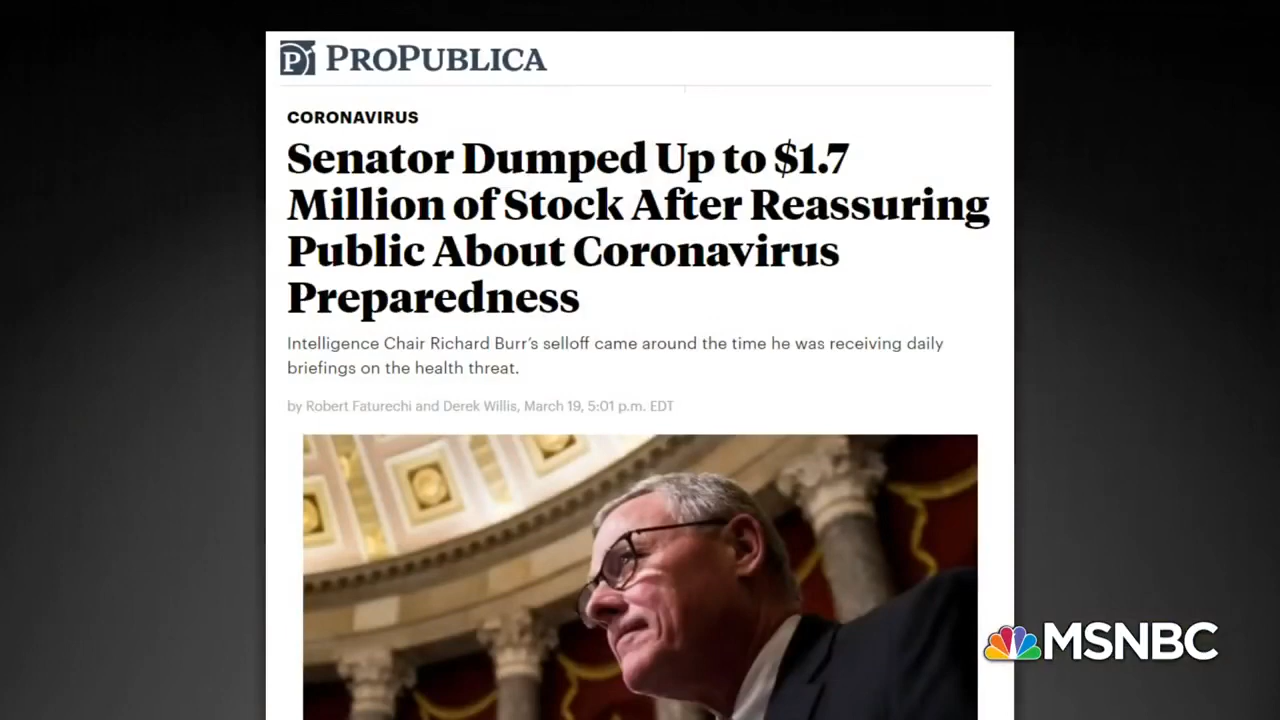 PROPUBLICA
CORONAVIRUS
Senator Dumped Up to $1.7
Million of Stock After Reassuring
Public About Coronavirus
Preparedness
Intelligence Chair Richard Burr's selloff came around the time he was receiving daily
briefings on the health threat.
by Robert Faturechi and Derek Willis, March 19, 5:01 p.m. EDT
MSNBC